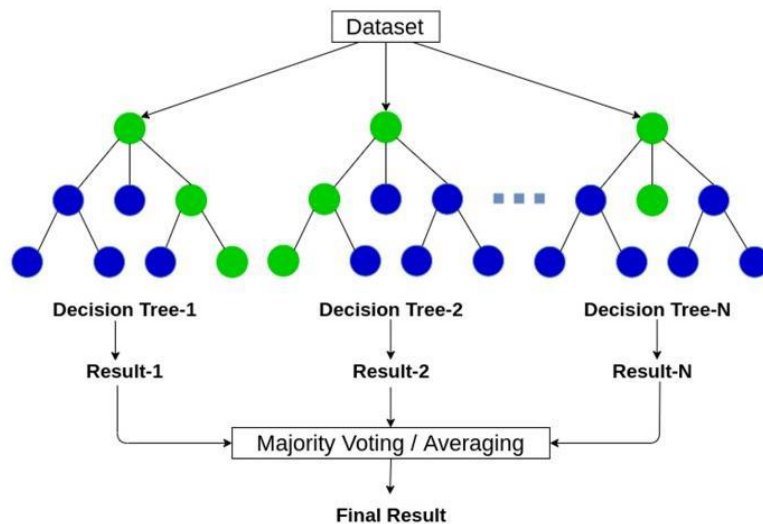 Dataset
Decision Tree-1
Decision Tree-2
Decision Tree-N
Result-1
Result-2
Result-N
Majority Voting / Averaging
Final Result